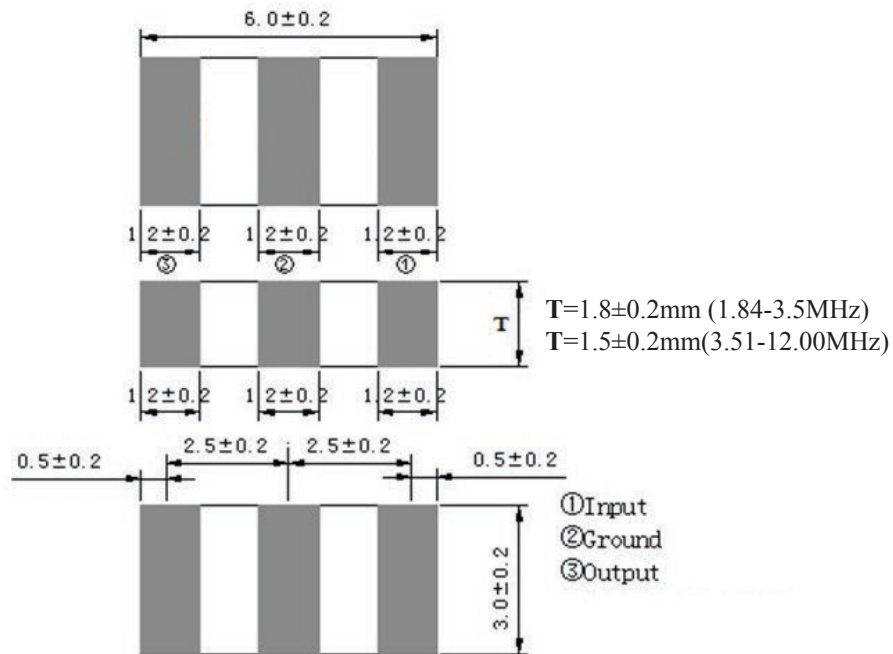 6.0±0.2
1.2±0.2 1.2±0.2 1.2±0.2
③ ② ①
T
T=1.8±0.2mm (1.84-3.5MHz)
T=1.5±0.2mm(3.51-12.00MHz)
1.2±0.2 1.2±0.2 1.2±0.2
0.5±0.2 2.5±0.2 2.5±0.2 0.5±0.2
①Input
②Ground
③Output
3.0±0.2